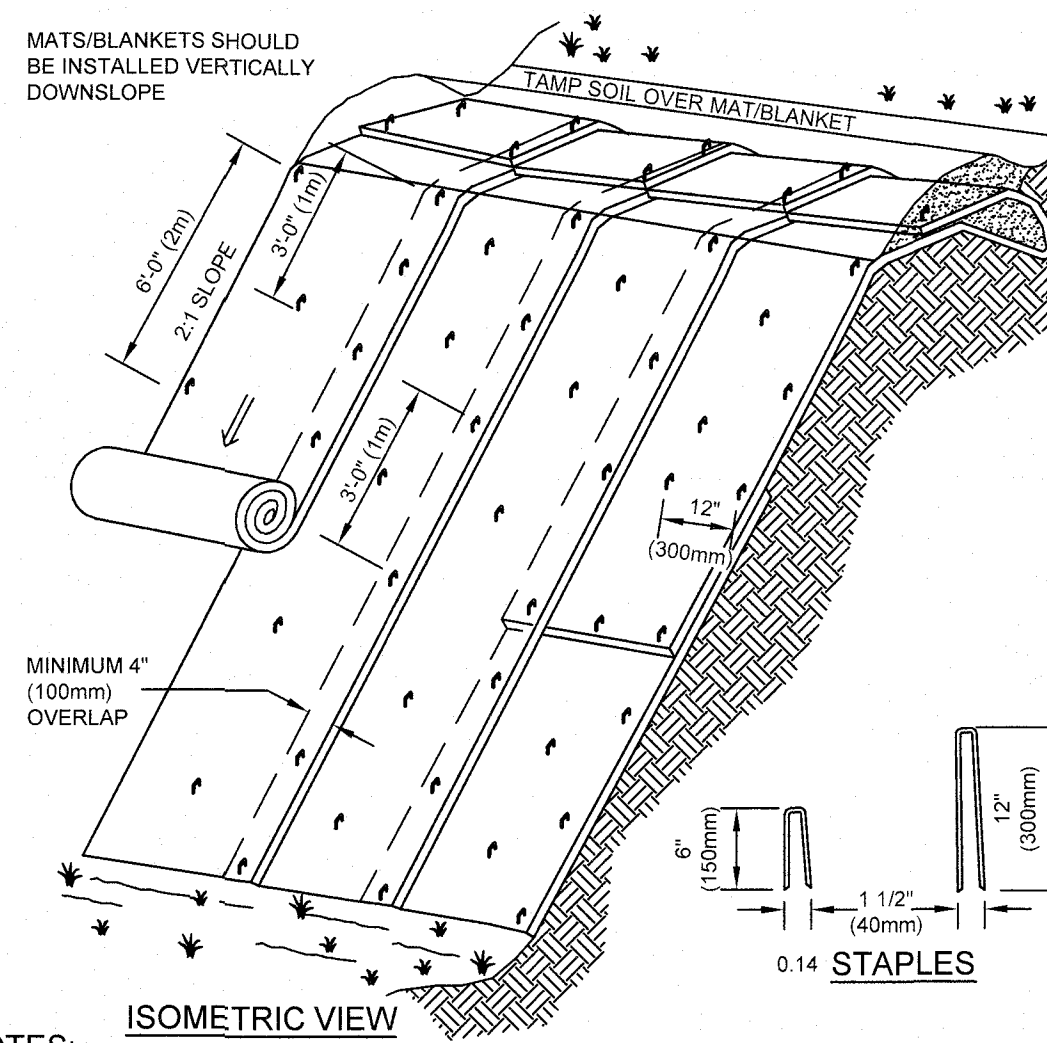 MATS/BLANKETS SHOULD
BE INSTALLED VERTICALLY
DOWNSLOPE
TAMP SOIL OVER MAT/BLANKET
6'-0" (2m)
3'-0" (1m)
2:1 SLOPE
3'-0" (1m)
12"
(300mm)
MINIMUM 4"
(100mm)
OVERLAP
6"
(150mm)
12"
(300mm)
1 1/2"
(40mm)
0.14 STAPLES
ISOMETRIC VIEW